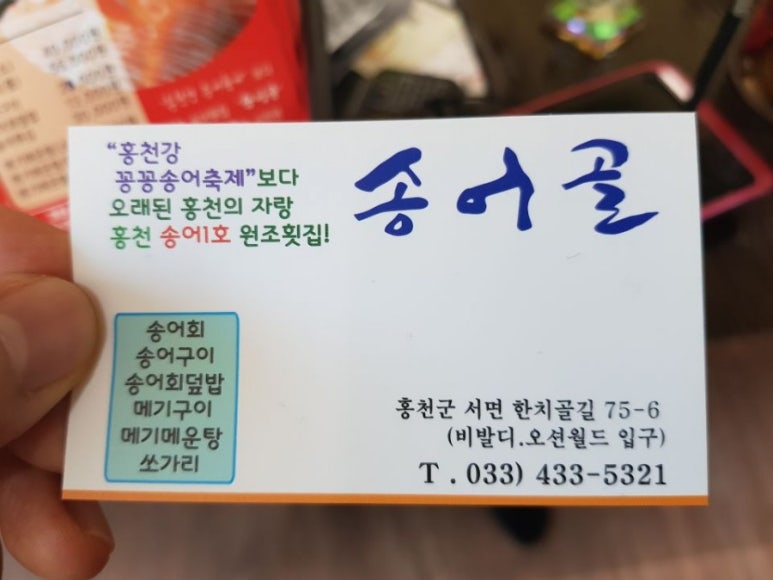 "홍천강
꽁꽁송어축제"보다
오래된 홍천의 자랑
홍천 송어1호 원조횟집!
송어골
송어회
송어구이
송어회덮밥
메기구이
메기메운탕
쏘가리
홍천군 서면 한치골길 75-6
(비발디.오션월드 입구)
T . 033) 433-5321